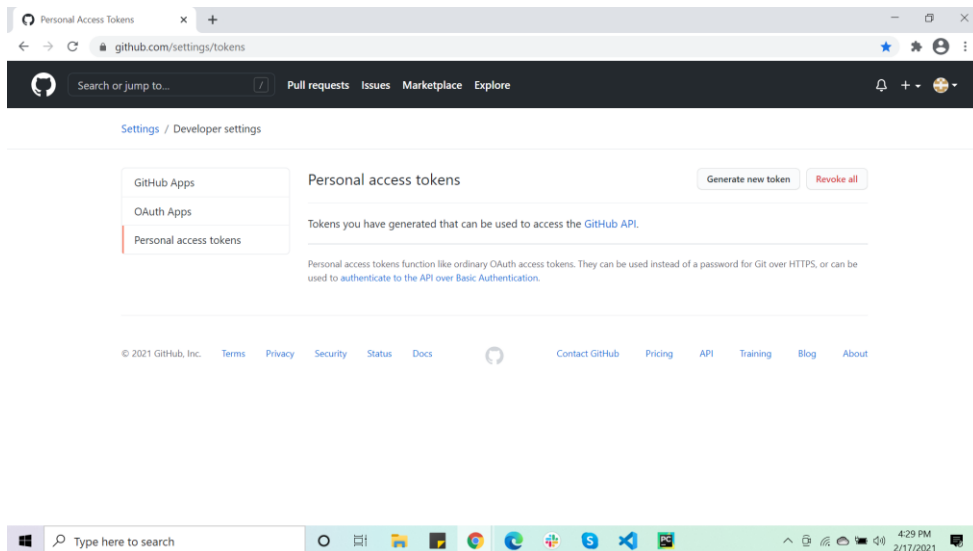 Personal Access Tokens
github.com/settings/tokens
Search or jump to... / Pull requests Issues Marketplace Explore
Settings / Developer settings
GitHub Apps
OAuth Apps
Personal access tokens
Personal access tokens Generate new token Revoke all
Tokens you have generated that can be used to access the GitHub API.
Personal access tokens function like ordinary OAuth access tokens. They can be used instead of a password for Git over HTTPS, or can be
used to authenticate to the API over Basic Authentication.
© 2021 GitHub, Inc. Terms Privacy Security Status Docs Contact GitHub Pricing API Training Blog About
Type here to search
4:29 PM
2/17/2021